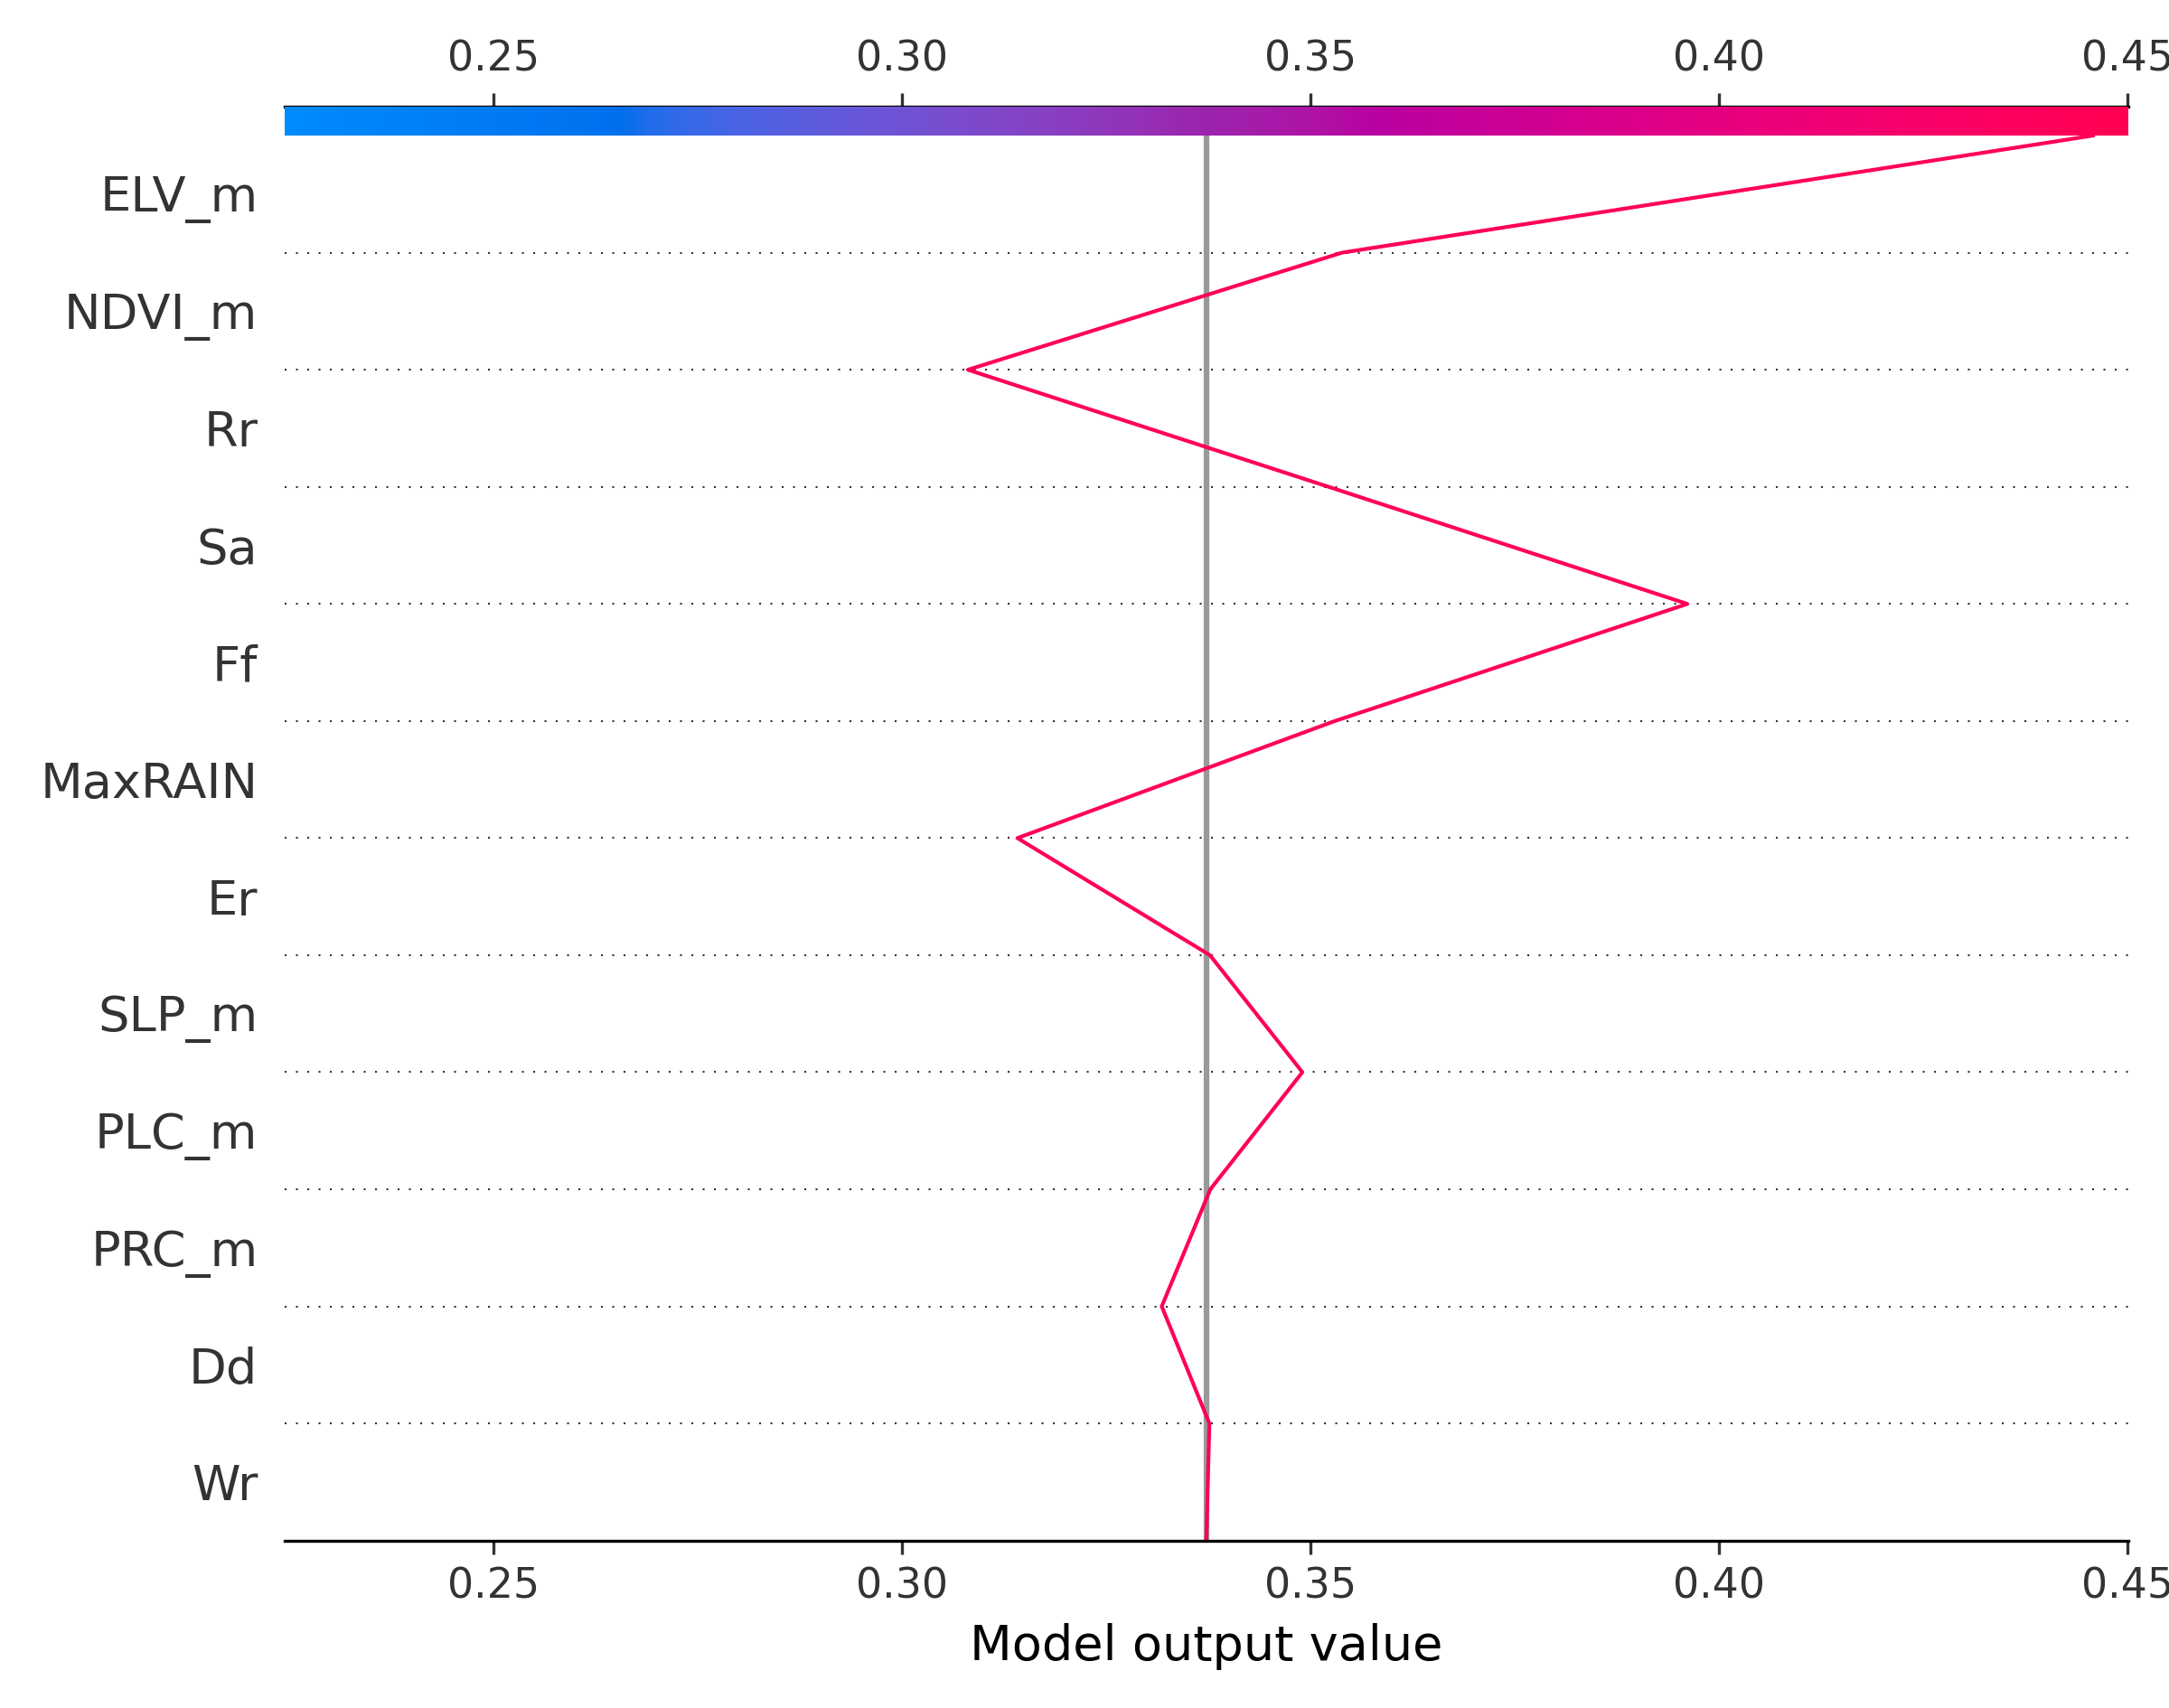 0.25 0.30 0.35 0.40 0.45
ELV_m
NDVI_m
Rr
Sa
Ff
MaxRAIN
Er
SLP_m
PLC_m
PRC_m
Dd
Wr
0.25 0.30 0.35 0.40 0.45
Model output value